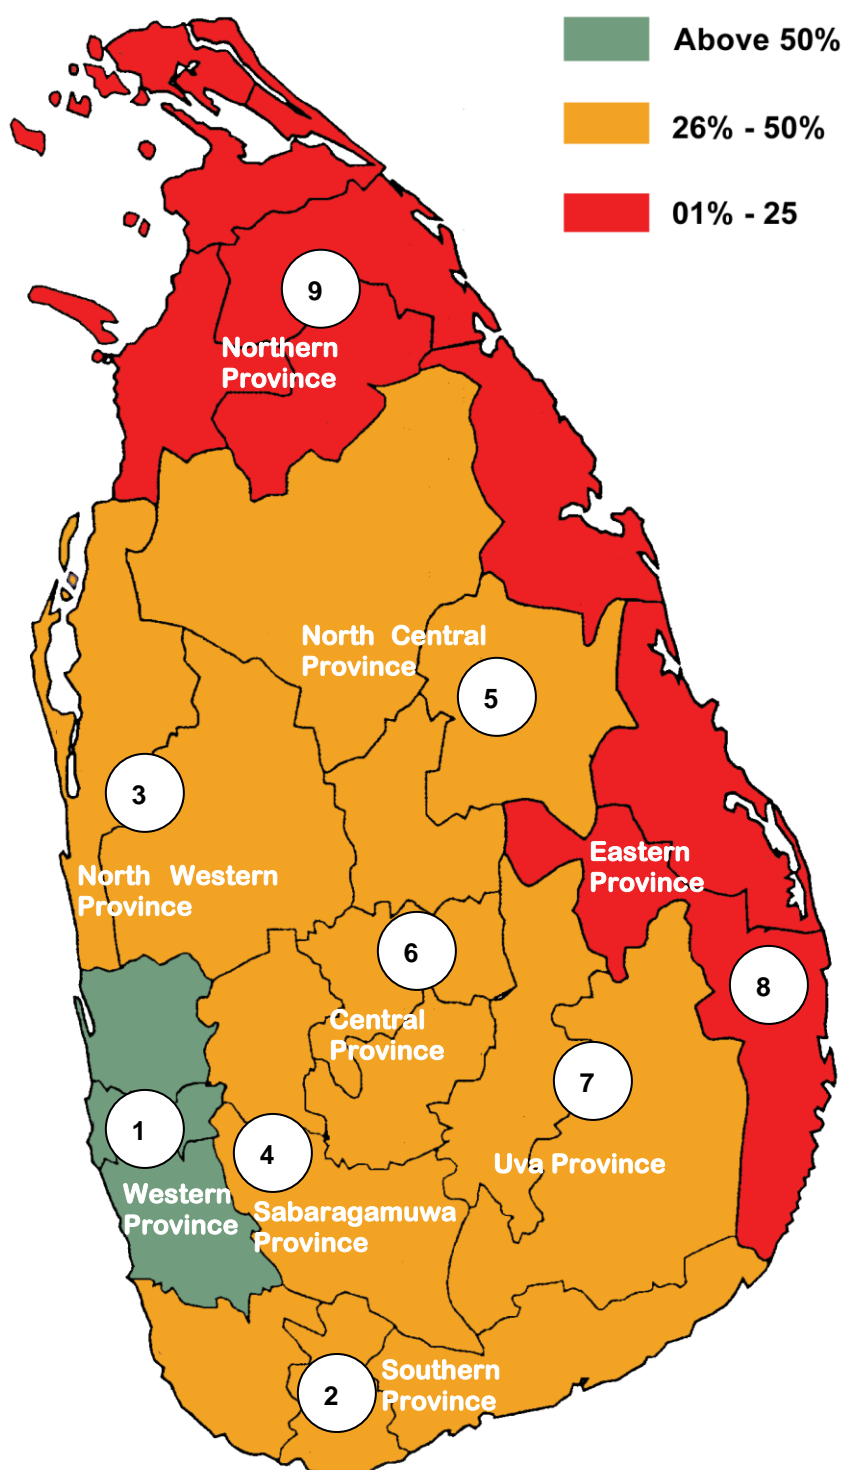 Above 50%
26% - 50%
01% - 25
9
Northern
Province
North Central
Province
5
3
North Western
Province
Eastern
Province
6
8
Central
Province
7
1
4
Uva Province
Western
Province
Sabaragamuwa
Province
2
Southern
Province